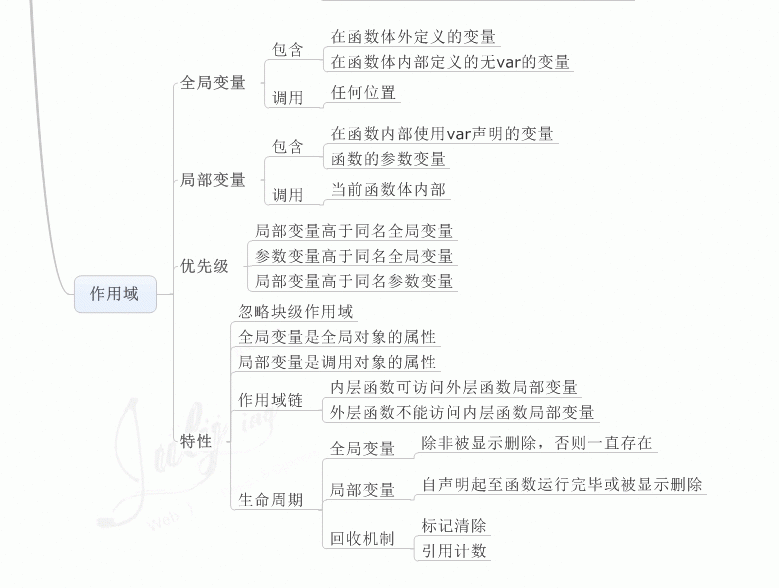 在函数体外定义的变量
包含
在函数体内部定义的无var的变量
全局变量
调用
任何位置
在函数内部使用var声明的变量
包含
函数的参数变量
局部变量
调用
当前函数体内部
局部变量高于同名全局变量
优先级
参数变量高于同名全局变量
局部变量高于同名参数变量
作用域
忽略块级作用域
全局变量是全局对象的属性
局部变量是调用对象的属性
作用域链
内层函数可访问外层函数局部变量
外层函数不能访问内层函数局部变量
特性
全局变量
除非被显示删除，否则一直存在
局部变量
自声明起至函数运行完毕或被显示删除
生命周期
回收机制
标记清除
引用计数